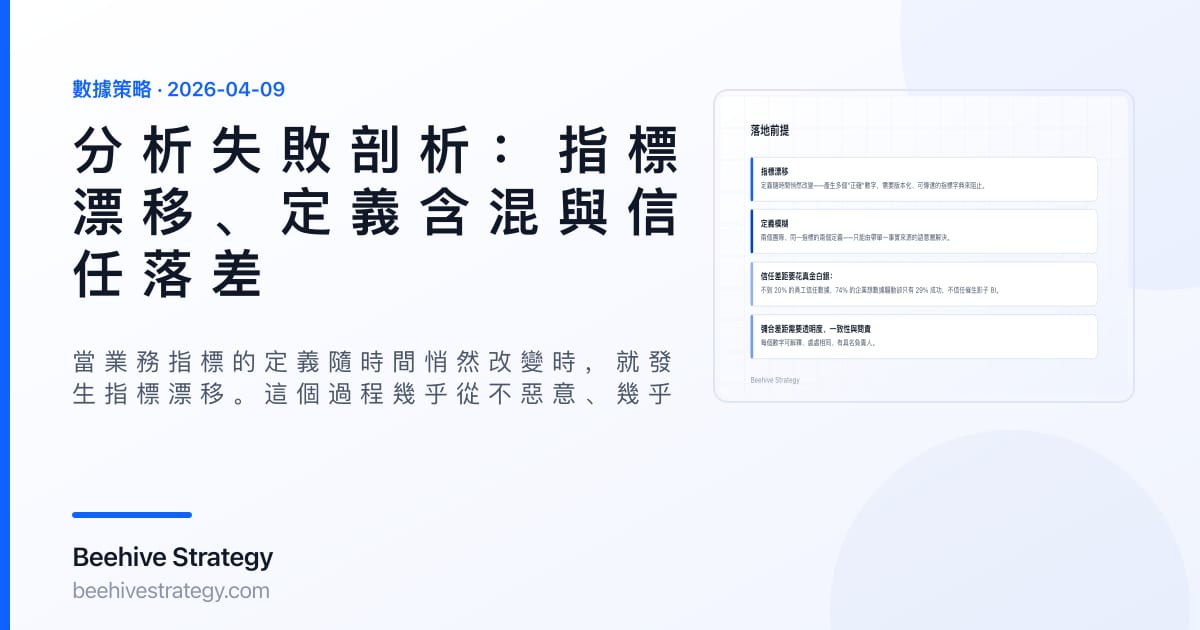 數據策略 · 2026-04-09
分析失敗剖析：指標
漂移、定義含混與信
任落差
當業務指標的定義隨時間悄然改變時，就發
生指標漂移。這個過程幾乎從不惡意、幾乎
Beehive Strategy
beehivestrategy.com
落地前提
指標漂移
定義隨時間悄然改變——產生多個"正確"數字，需要版本化、可傳達的指標字典來阻止。
定義模糊
兩個團隊、同一指標的兩個定義——只能由帶單一事實來源的語意層解決。
信任差距要花真金白銀：
不到 20% 的員工信任數據，74% 的企業想數據驅動卻只有 29% 成功，不信任催生影子 BI。
彌合差距需要透明度、一致性與問責
每個數字可解釋、處處相同、有具名負責人。
Beehive Strategy